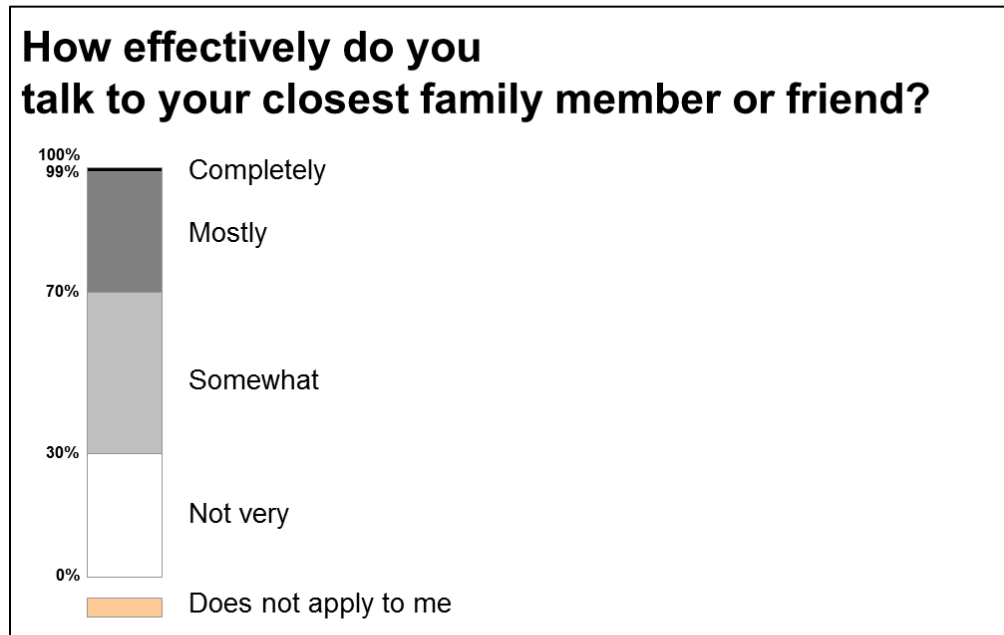 How effectively do you
talk to your closest family member or friend?
100%
99%
Completely
Mostly
70%
Somewhat
30%
Not very
0%
Does not apply to me